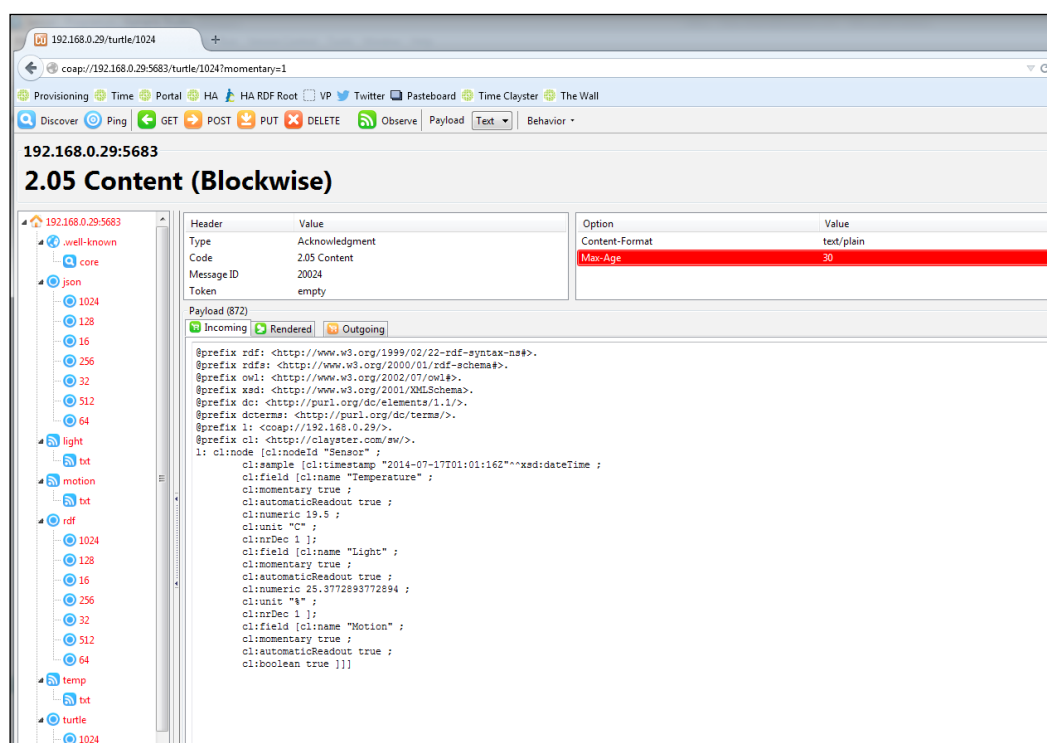 192.168.0.29/turtle/1024
coap://192.168.0.29:5683/turtle/1024?momentary=1
Provisioning Time Portal HA HA RDF Root VP Twitter Pasteboard Time Clayster The Wall
Discover Ping GET POST PUT DELETE Observe Payload Text Behavior
192.168.0.29:5683
2.05 Content (Blockwise)
192.168.0.29:5683
.well-known
core
json
1024
128
16
256
32
512
64
light
txt
motion
txt
rdf
1024
128
16
256
32
512
64
temp
txt
turtle
1024
Header Value
Type Acknowledgment
Code 2.05 Content
Message ID 20024
Token empty
Option Value
Content-Format text/plain
Max-Age 30
Payload (872)
Incoming Rendered Outgoing
@prefix rdf: <http://www.w3.org/1999/02/22-rdf-syntax-ns#>.
@prefix rdfs: <http://www.w3.org/2000/01/rdf-schema#>.
@prefix owl: <http://www.w3.org/2002/07/owl#>.
@prefix xsd: <http://www.w3.org/2001/XMLSchema>.
@prefix dc: <http://purl.org/dc/elements/1.1/>.
@prefix dcterms: <http://purl.org/dc/terms/>.
@prefix l: <coap://192.168.0.29/>.
@prefix cl: <http://clayster.com/sw/>.
l: cl:node [cl:nodeId "Sensor" ;
cl:sample [cl:timestamp "2014-07-17T01:01:16Z"^^xsd:dateTime ;
cl:field [cl:name "Temperature" ;
cl:momentary true ;
cl:automaticReadout true ;
cl:numeric 19.5 ;
cl:unit "C" ;
cl:nrDec 1 ];
cl:field [cl:name "Light" ;
cl:momentary true ;
cl:automaticReadout true ;
cl:numeric 25.3772893772894 ;
cl:unit "%" ;
cl:nrDec 1 ];
cl:field [cl:name "Motion" ;
cl:momentary true ;
cl:automaticReadout true ;
cl:boolean true ]]]